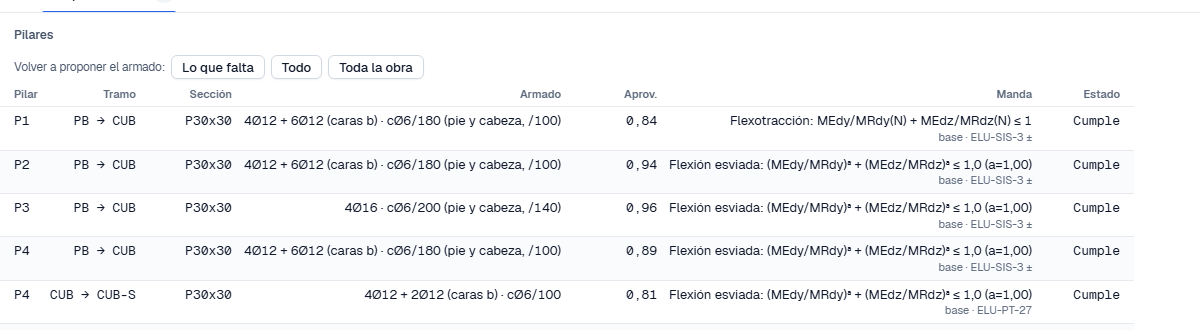 Pilares
Volver a proponer el armado: Lo que falta Todo Toda la obra
Pilar Tramo Sección Armado Aprov. Manda Estado
P1 PB → CUB P30x30 4Ø12 + 6Ø12 (caras b) · cØ6/180 (pie y cabeza, /100) 0,84 Flexotracción: MEdy/MRdy(N) + MEdz/MRdz(N) ≤ 1 Cumple
base · ELU-SIS-3 ±
P2 PB → CUB P30x30 4Ø12 + 6Ø12 (caras b) · cØ6/180 (pie y cabeza, /100) 0,94 Flexión esviada: (MEdy/MRdy)ª + (MEdz/MRdz)ª ≤ 1,0 (a=1,00) Cumple
base · ELU-SIS-3 ±
P3 PB → CUB P30x30 4Ø16 · cØ6/200 (pie y cabeza, /140) 0,96 Flexión esviada: (MEdy/MRdy)ª + (MEdz/MRdz)ª ≤ 1,0 (a=1,00) Cumple
base · ELU-SIS-3 ±
P4 PB → CUB P30x30 4Ø12 + 6Ø12 (caras b) · cØ6/180 (pie y cabeza, /100) 0,89 Flexión esviada: (MEdy/MRdy)ª + (MEdz/MRdz)ª ≤ 1,0 (a=1,00) Cumple
base · ELU-SIS-3 ±
P4 CUB → CUB-S P30x30 4Ø12 + 2Ø12 (caras b) · cØ6/100 0,81 Flexión esviada: (MEdy/MRdy)ª + (MEdz/MRdz)ª ≤ 1,0 (a=1,00) Cumple
base · ELU-PT-27